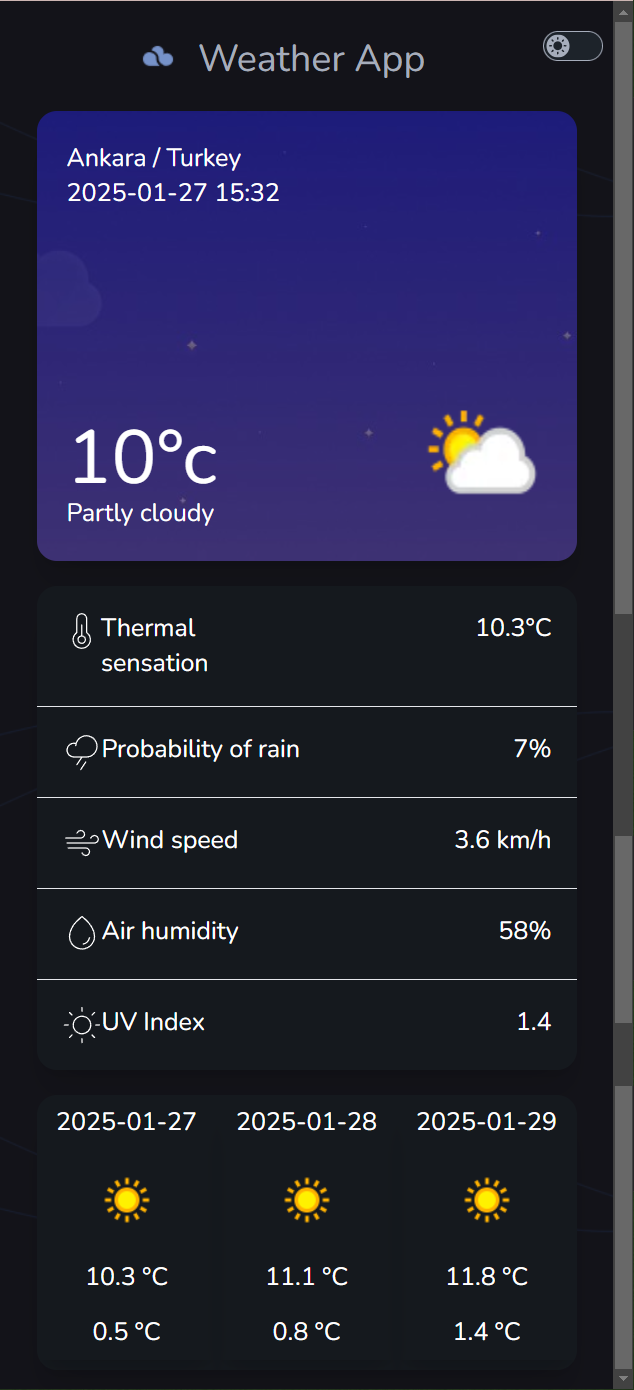 Weather App
Ankara / Turkey
2025-01-27 15:32
10°c
Partly cloudy
Thermal
sensation
10.3°C
Probability of rain
7%
Wind speed
3.6 km/h
Air humidity
58%
UV Index
1.4
2025-01-27 2025-01-28 2025-01-29
10.3 °C 11.1 °C 11.8 °C
0.5 °C 0.8 °C 1.4 °C